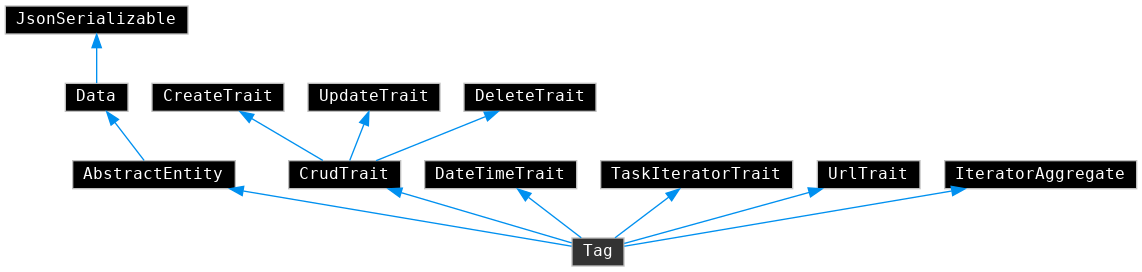 JsonSerializable
Data
CreateTrait
UpdateTrait
DeleteTrait
AbstractEntity
CrudTrait
DateTimeTrait
TaskIteratorTrait
UrlTrait
IteratorAggregate
Tag